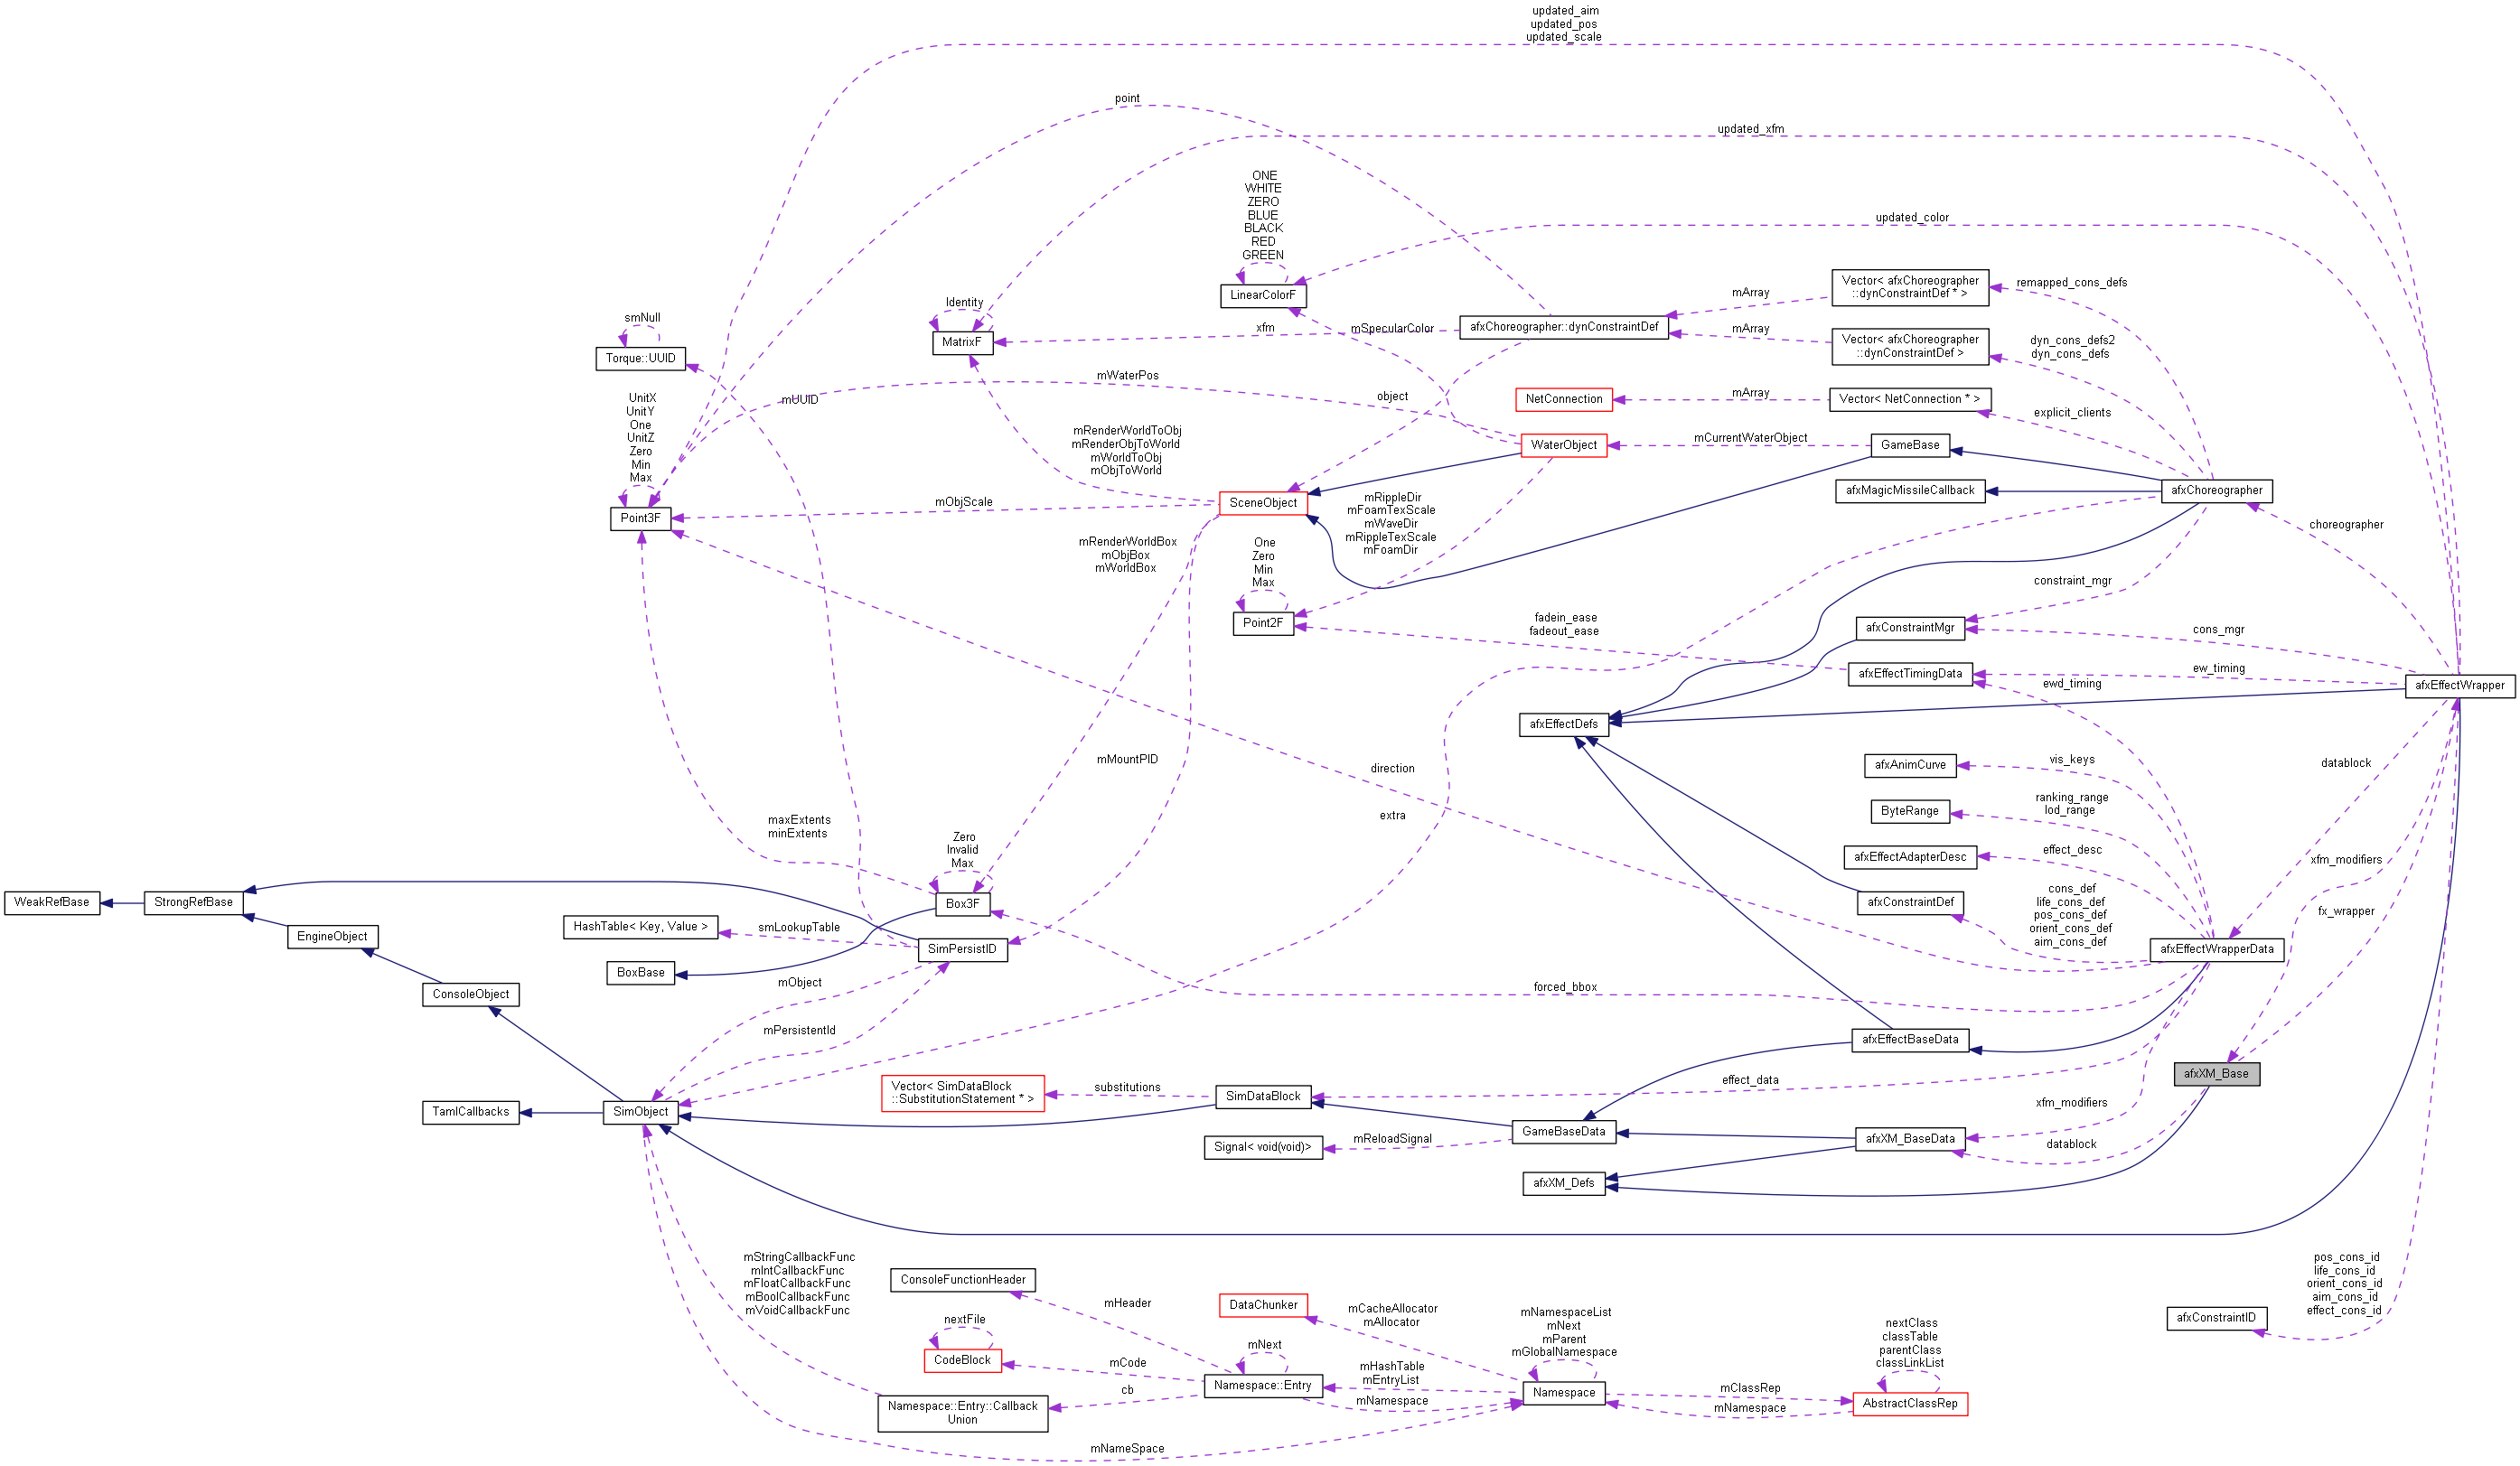 updated_aim
updated_pos
updated_scale
point
updated_xfm
ONE
WHITE
ZERO
BLUE
BLACK
RED
GREEN
updated_color
LinearColorF
Vector< afxChoreographer
::dynConstraintDef * >
remapped_cons_defs
mArray
Identity
smNull
MatrixF
xfm
mSpecularColor
afxChoreographer::dynConstraintDef
mArray
Vector< afxChoreographer
::dynConstraintDef >
dyn_cons_defs2
dyn_cons_defs
Torque::UUID
mWaterPos
mUUID
object
NetConnection
mArray
Vector< NetConnection * >
explicit_clients
UnitX
UnitY
One
UnitZ
Zero
Min
Max
mRenderWorldToObj
mRenderObjToWorld
mWorldToObj
mObjToWorld
WaterObject
mCurrentWaterObject
GameBase
afxMagicMissileCallback
afxChoreographer
mObjScale
SceneObject
mRippleDir
mFoamTexScale
mWaveDir
mRippleTexScale
mFoamDir
Point3F
choreographer
mRenderWorldBox
mObjBox
mWorldBox
One
Zero
Min
Max
constraint_mgr
Point2F
fadein_ease
fadeout_ease
afxConstraintMgr
cons_mgr
afxEffectTimingData
ew_timing
ewd_timing
afxEffectWrapper
afxEffectDefs
mMountPID
direction
afxAnimCurve
vis_keys
datablock
ByteRange
ranking_range
lod_range
maxExtents
minExtents
extra
Zero
Invalid
Max
afxEffectAdapterDesc
effect_desc
xfm_modifiers
WeakRefBase
StrongRefBase
Box3F
afxConstraintDef
cons_def
life_cons_def
pos_cons_def
orient_cons_def
aim_cons_def
fx_wrapper
EngineObject
HashTable< Key, Value >
smLookupTable
SimPersistID
afxEffectWrapperData
BoxBase
mObject
ConsoleObject
forced_bbox
mPersistentId
afxEffectBaseData
afxXM_Base
Vector< SimDataBlock
::SubstitutionStatement * >
substitutions
SimDataBlock
effect_data
TamlCallbacks
SimObject
xfm_modifiers
GameBaseData
Signal< void(void)>
mReloadSignal
afxXM_BaseData
datablock
afxXM_Defs
mStringCallbackFunc
mIntCallbackFunc
mFloatCallbackFunc
mBoolCallbackFunc
mVoidCallbackFunc
ConsoleFunctionHeader
mHeader
DataChunker
mCacheAllocator
mAllocator
mNamespaceList
mNext
mParent
mGlobalNamespace
pos_cons_id
life_cons_id
orient_cons_id
aim_cons_id
effect_cons_id
afxConstraintID
nextFile
CodeBlock
mCode
mNext
mHashTable
mEntryList
nextClass
classTable
parentClass
classLinkList
Namespace::Entry
cb
mNamespace
Namespace
mClassRep
mNamespace
AbstractClassRep
Namespace::Entry::Callback
Union
mNameSpace